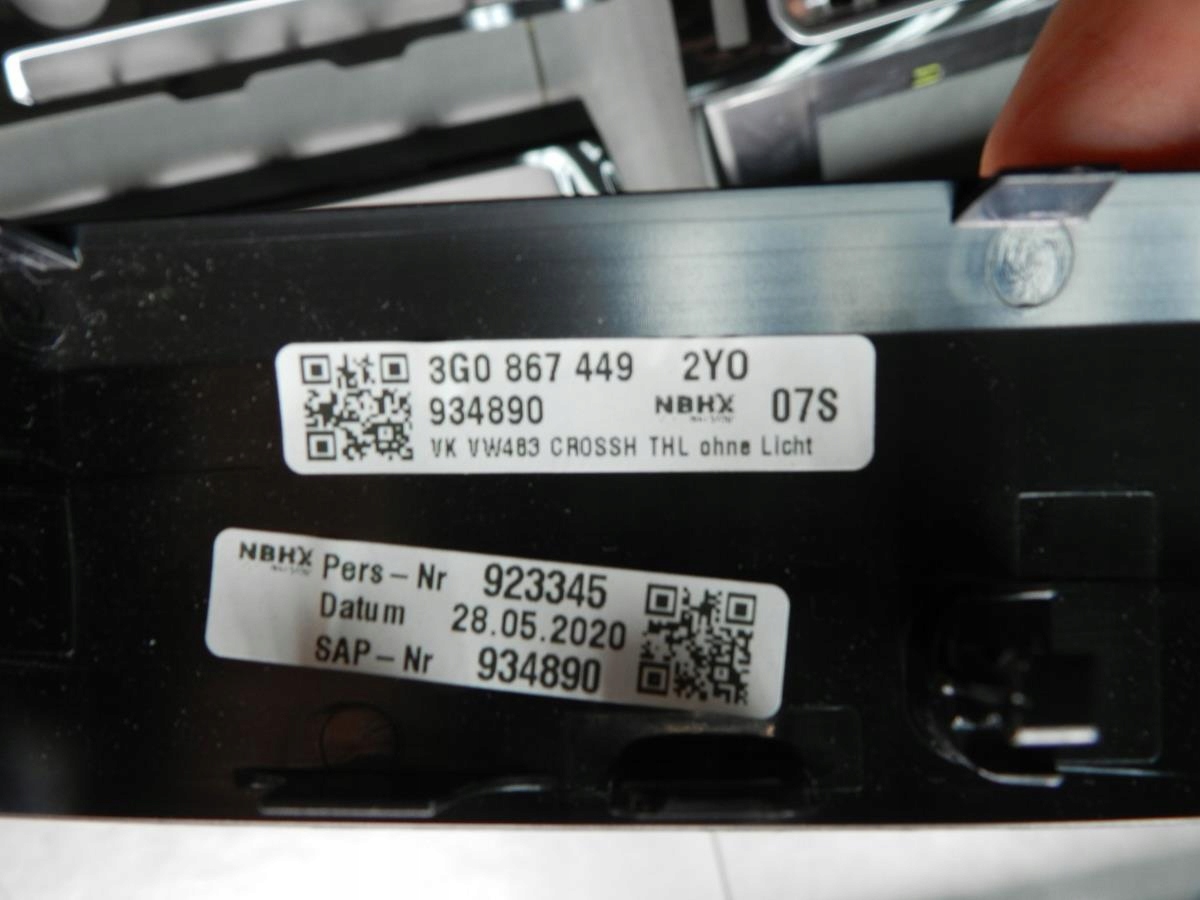 3G0 867 449 2Y0
934890 NBHX 07S
VK VW483 CROSSH THL ohne Licht
NBHX Pers-Nr 923345
Datum 28.05.2020
SAP-Nr 934890